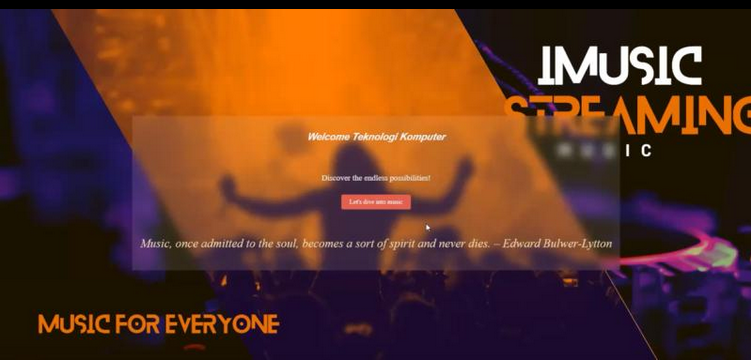 IMUSIC
STREAMING
Welcome Teknologi Komputer
Discover the endless possibilities!
Let's dive into music
Music, once admitted to the soul, becomes a sort of spirit and never dies. – Edward Bulwer-Lytton
MUSIC FOR EVERYONE